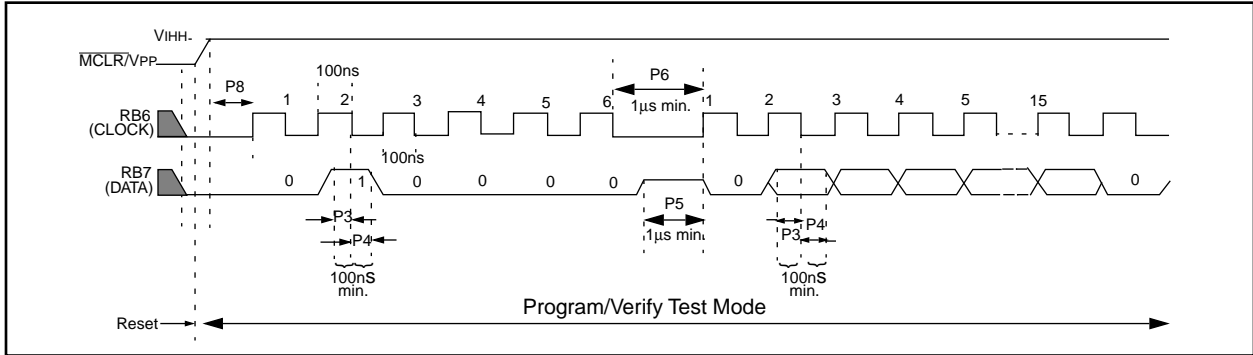 VIHH
MCLR/VPP
100ns
P8
P6
1 2 3 4 5 6
1µs min.
1 2 3 4 5 15
RB6
(CLOCK)
100ns
RB7
(DATA)
0 1 0 0 0 0
0
0
P5
1µs min.
P3
P4
100ns
min.
P4
P3
100ns
min.
Program/Verify Test Mode
Reset